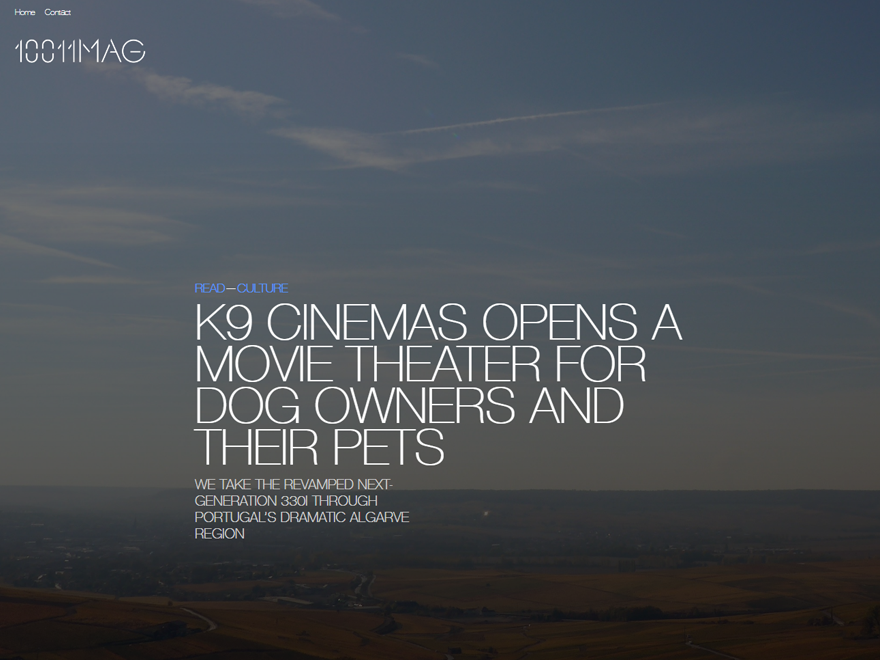 Home Contact
10011MAG
READ—CULTURE
K9 CINEMAS OPENS A
MOVIE THEATER FOR
DOG OWNERS AND
THEIR PETS
WE TAKE THE REVAMPED NEXT-
GENERATION 330I THROUGH
PORTUGAL'S DRAMATIC ALGARVE
REGION